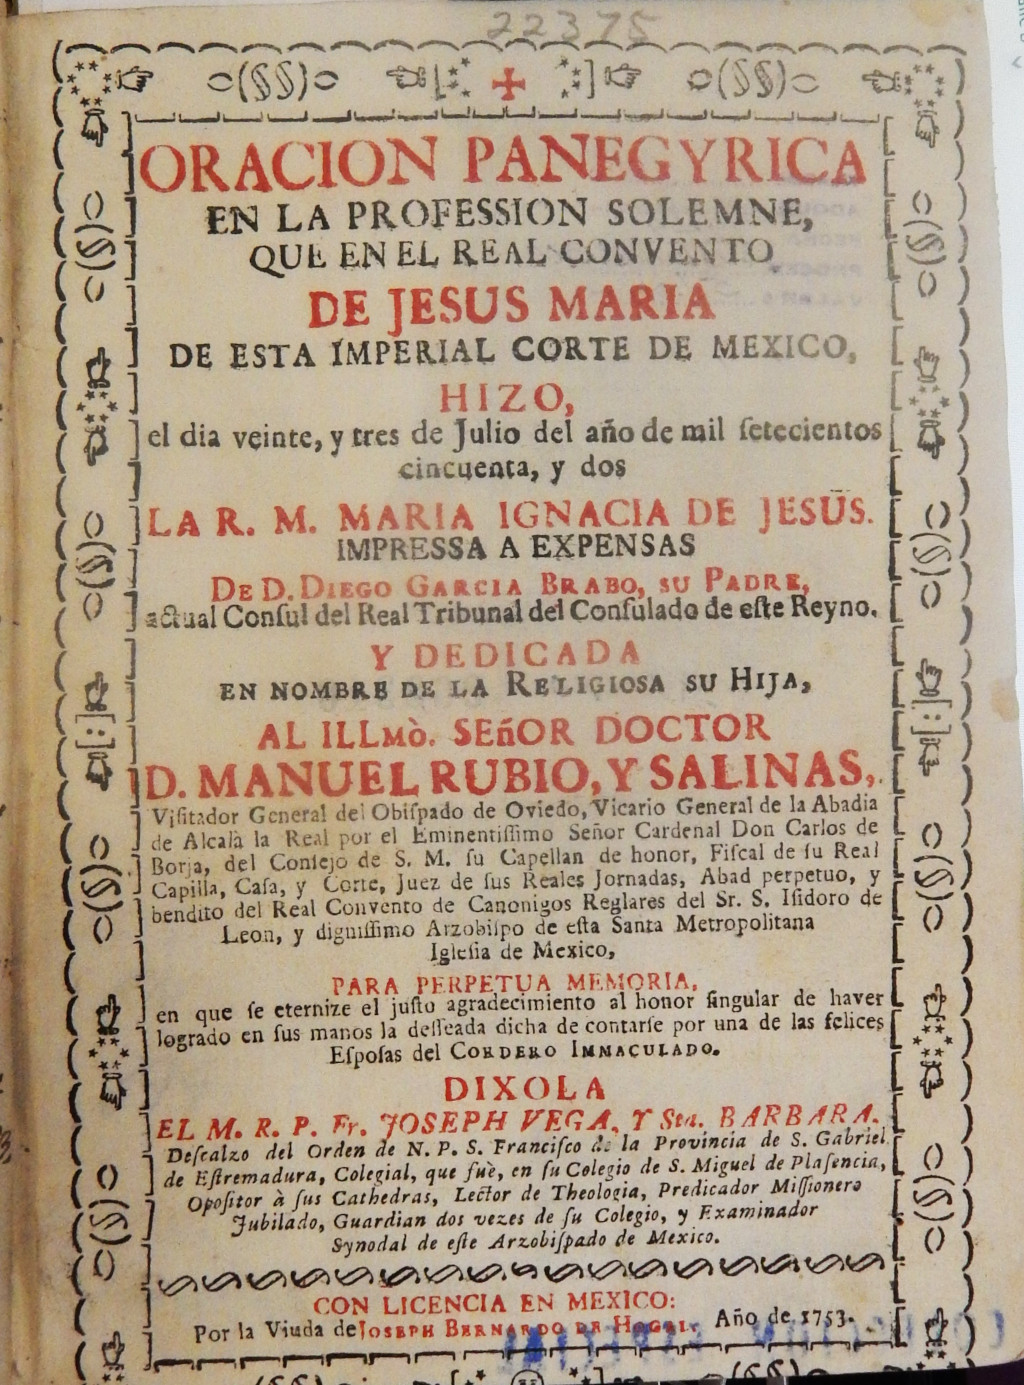 22375
ORACION PANEGYRICA
EN LA PROFESSION SOLEMNE,
QUE EN EL REAL CONVENTO
DE JESUS MARIA
DE ESTA IMPERIAL CORTE DE MEXICO,
HIZO,
el dia veinte, y tres de Julio del año de mil ſetecientos
cincuenta, y dos
LA R. M. MARIA IGNACIA DE JESUS.
IMPRESSA A EXPENSAS
DE D. DIEGO GARCIA BRABO, SU PADRE,
actual Conſul del Real Tribunal del Conſulado de eſte Reyno.
Y DEDICADA
EN NOMBRE DE LA RELIGIOSA SU HIJA,
AL ILLMò. SEñOR DOCTOR
D. MANUEL RUBIO, Y SALINAS,
Viſitador General del Obiſpado de Oviedo, Vicario General de la Abadia
de Alcalà la Real por el Eminentiſſimo Señor Cardenal Don Carlos de
Borja, del Conſejo de S. M. ſu Capellan de honor, Fiſcal de ſu Real
Capilla, Caſa, y Corte, Juez de ſus Reales Jornadas, Abad perpetuo, y
bendito del Real Convento de Canonigos Reglares del Sr. S. Iſidoro de
Leon, y digniſſimo Arzobiſpo de eſta Santa Metropolitana
Igleſia de Mexico,
PARA PERPETUA MEMORIA,
en que ſe eternize el juſto agradecimiento al honor ſingular de haver
logrado en ſus manos la deſſeada dicha de contarſe por una de las felices
Eſpoſas del CORDERO IMNACULADO.
DIXOLA
EL M. R. P. Fr. JOSEPH VEGA, Y Sta. BARBARA.
Deſcalzo del Orden de N. P. S. Franciſco de la Provincia de S. Gabriel
de Eſtremadura, Colegial, que fuè, en ſu Colegio de S. Miguel de Plaſencia,
Opoſitor à ſus Cathedras, Lector de Theologia, Predicador Miſſionero
Jubilado, Guardian dos vezes de ſu Colegio, y Examinador
Synodal de eſte Arzobiſpado de Mexico.
CON LICENCIA EN MEXICO:
Por la Viuda de JOSEPH BERNARDO DE HOGAL. Año de 1753.